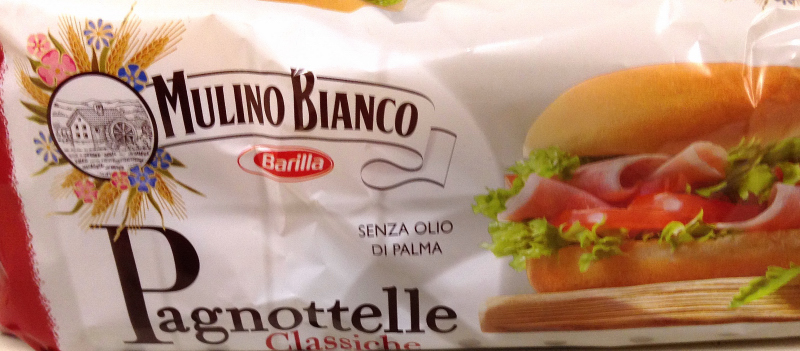 MULINO BIANCO
Barilla
SENZA OLIO
DI PALMA
Pagnottelle
Classiche